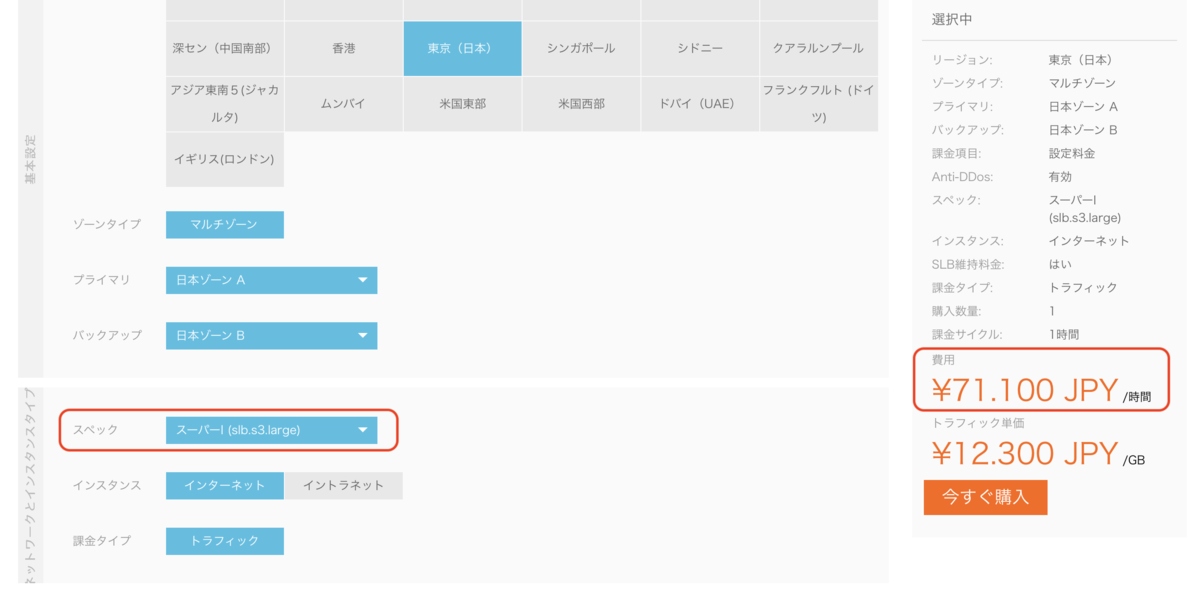 基本設定
深セン（中国南部）
香港
東京（日本）
シンガポール
シドニー
クアラルンプール
アジア東南５(ジャカ
ルタ)
ムンバイ
米国東部
米国西部
ドバイ（UAE）
フランクフルト (ドイ
ツ)
イギリス(ロンドン)
ゾーンタイプ
マルチゾーン
プライマリ
日本ゾーン A
バックアップ
日本ゾーン B
ネットワークとインスタンスタイプ
スペック
スーパーI (slb.s3.large)
インスタンス
インターネット
イントラネット
課金タイプ
トラフィック
選択中
リージョン: 東京（日本）
ゾーンタイプ: マルチゾーン
プライマリ: 日本ゾーン A
バックアップ: 日本ゾーン B
課金項目: 設定料金
Anti-DDos: 有効
スペック: スーパーI
(slb.s3.large)
インスタンス: インターネット
SLB維持料金: はい
課金タイプ: トラフィック
購入数量: 1
課金サイクル: 1時間
費用
¥71.100 JPY /時間
トラフィック単価
¥12.300 JPY /GB
今すぐ購入